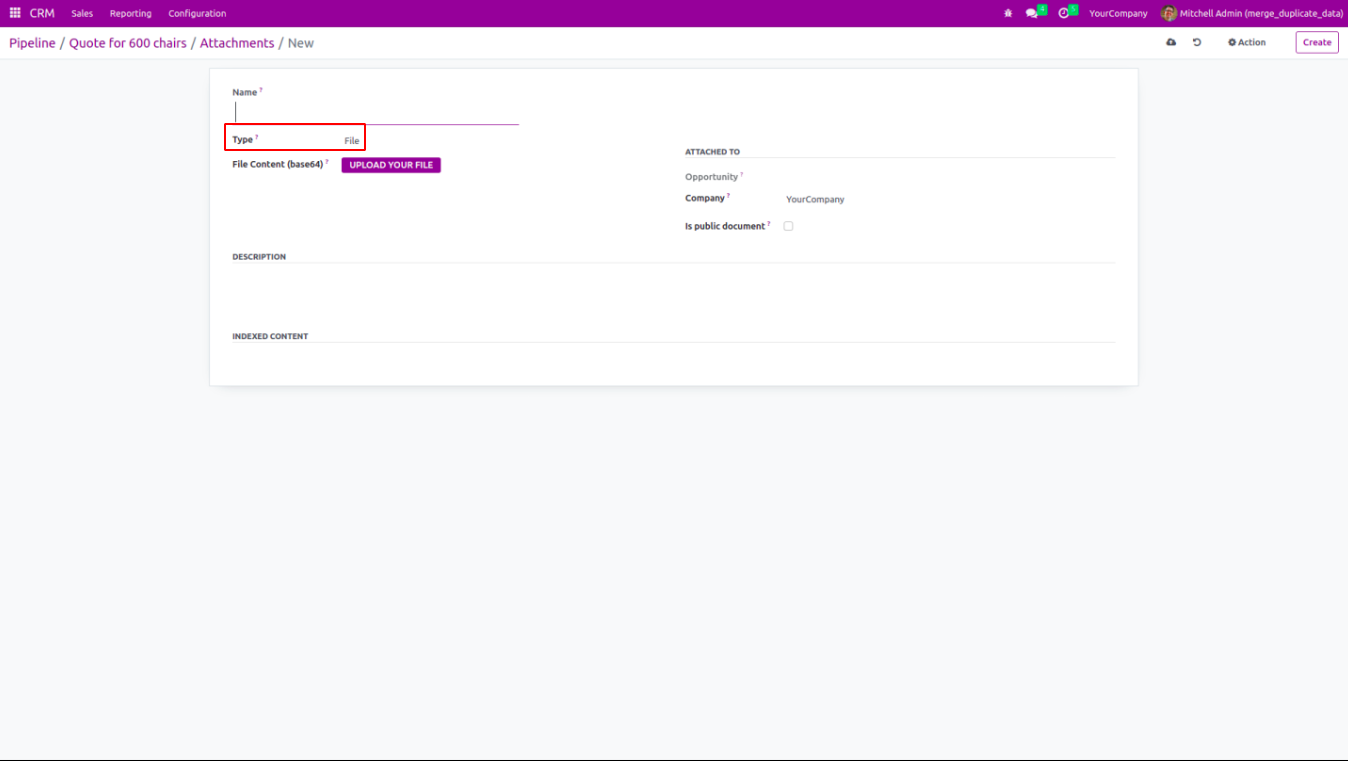 CRM Sales Reporting Configuration 4 5 YourCompany Mitchell Admin (merge_duplicate_data)
Pipeline / Quote for 600 chairs / Attachments / New Action Create
Name ?
Type ? File
ATTACHED TO
File Content (base64) ? UPLOAD YOUR FILE
Opportunity ?
Company ? YourCompany
Is public document ?
DESCRIPTION
INDEXED CONTENT